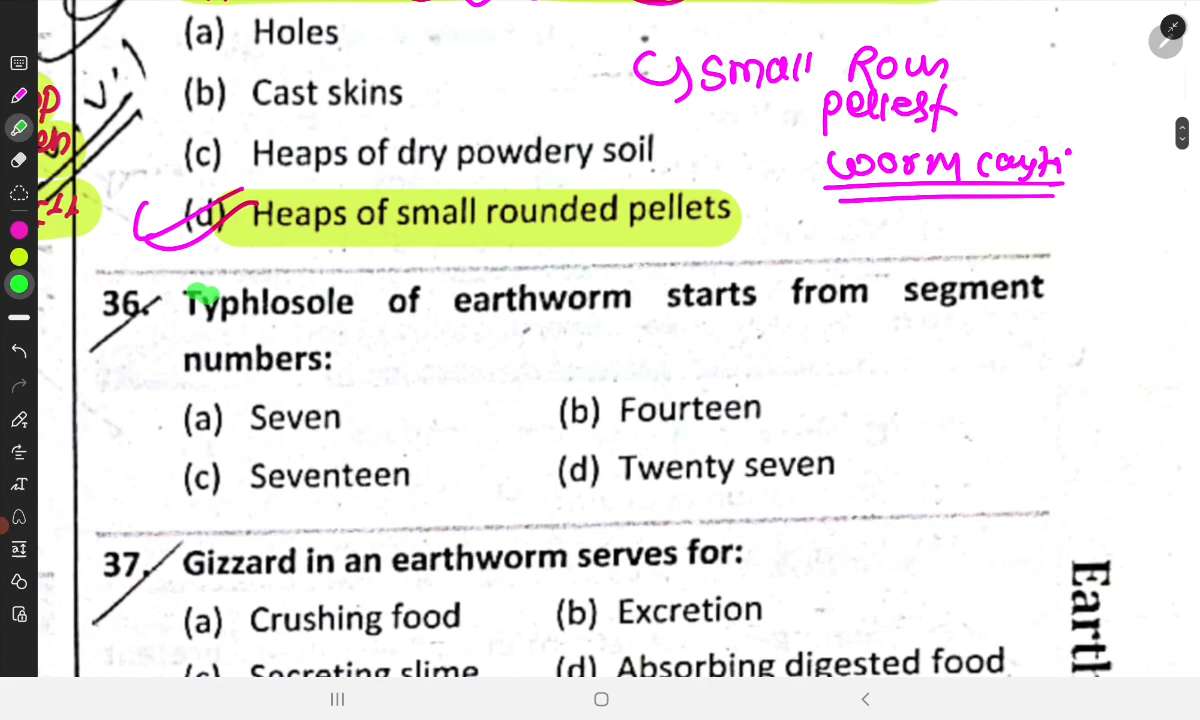 (a) Holes
small Roun
(b) Cast skins
(c) Heaps of dry powdery soil
worm
(d) Heaps of small rounded pellets
36. Typhlosole of earthworm starts from segment
numbers:
(a) Seven (b) Fourteen
(c) Seventeen (d) Twenty seven
37. Gizzard in an earthworm serves for:
(a) Crushing food (b) Excretion
(c) Secreting slime (d) Absorbing digested food
Earth